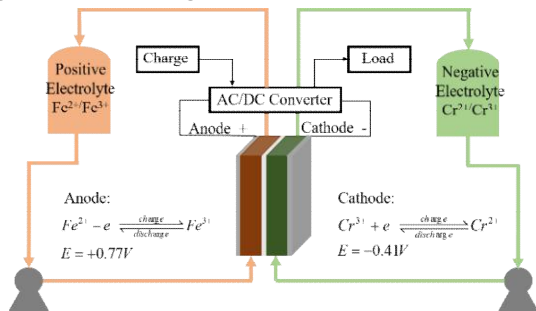 Positive
Electrolyte
Fe²⁺/Fe³⁺
Charge
Load
AC/DC Converter
Anode +
Cathode -
Negative
Electrolyte
Cr²⁺/Cr³⁺
Anode:
Fe²⁺ − e charge Fe³⁺
discharge
E = +0.77V
Cathode:
Cr³⁺ + e charge Cr²⁺
discharge
E = −0.41V